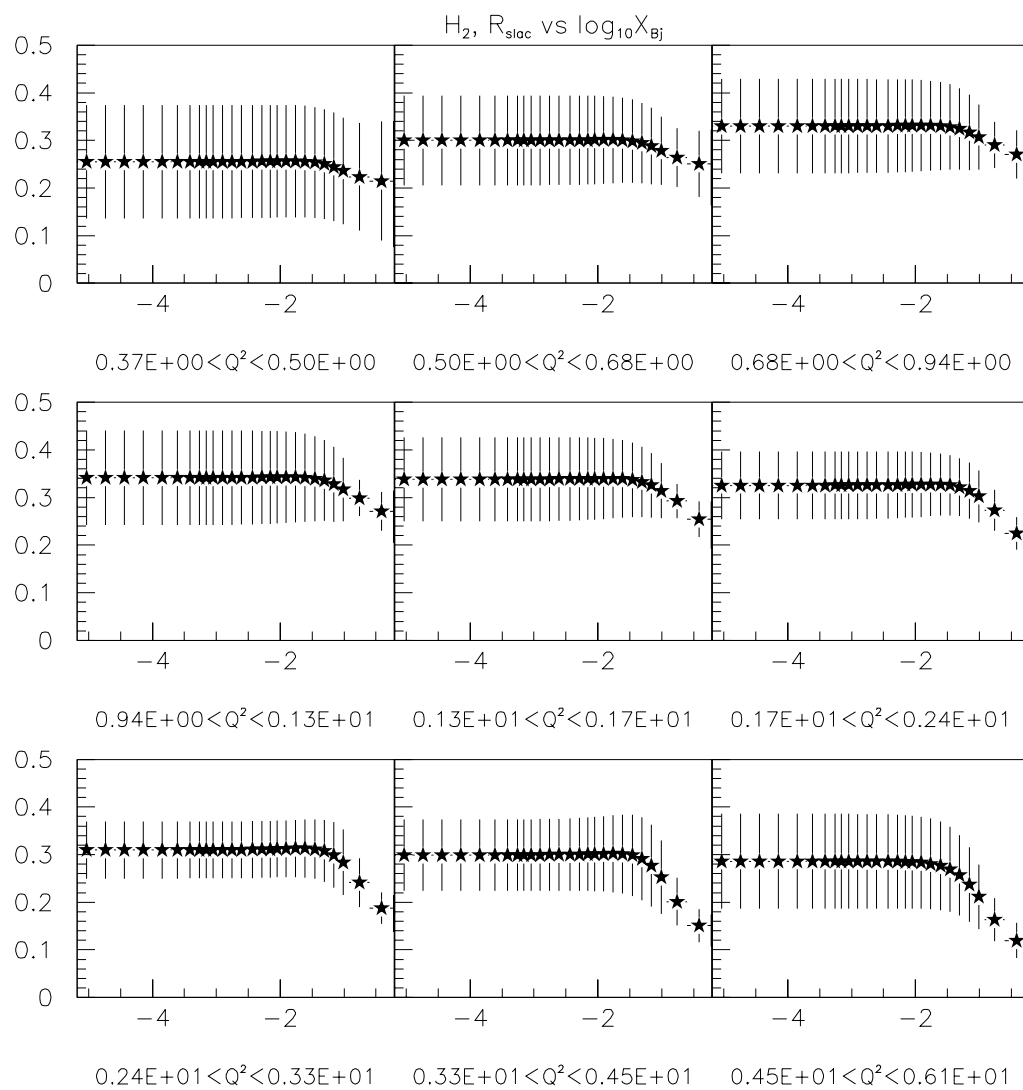 H₂, R_slac vs log₁₀X_Bj
0.5
0.4
0.3
0.2
0.1
0
−4 −2 −4 −2 −4 −2
0.37E+00<Q²<0.50E+00 0.50E+00<Q²<0.68E+00 0.68E+00<Q²<0.94E+00
0.5
0.4
0.3
0.2
0.1
0
−4 −2 −4 −2 −4 −2
0.94E+00<Q²<0.13E+01 0.13E+01<Q²<0.17E+01 0.17E+01<Q²<0.24E+01
0.5
0.4
0.3
0.2
0.1
0
−4 −2 −4 −2 −4 −2
0.24E+01<Q²<0.33E+01 0.33E+01<Q²<0.45E+01 0.45E+01<Q²<0.61E+01